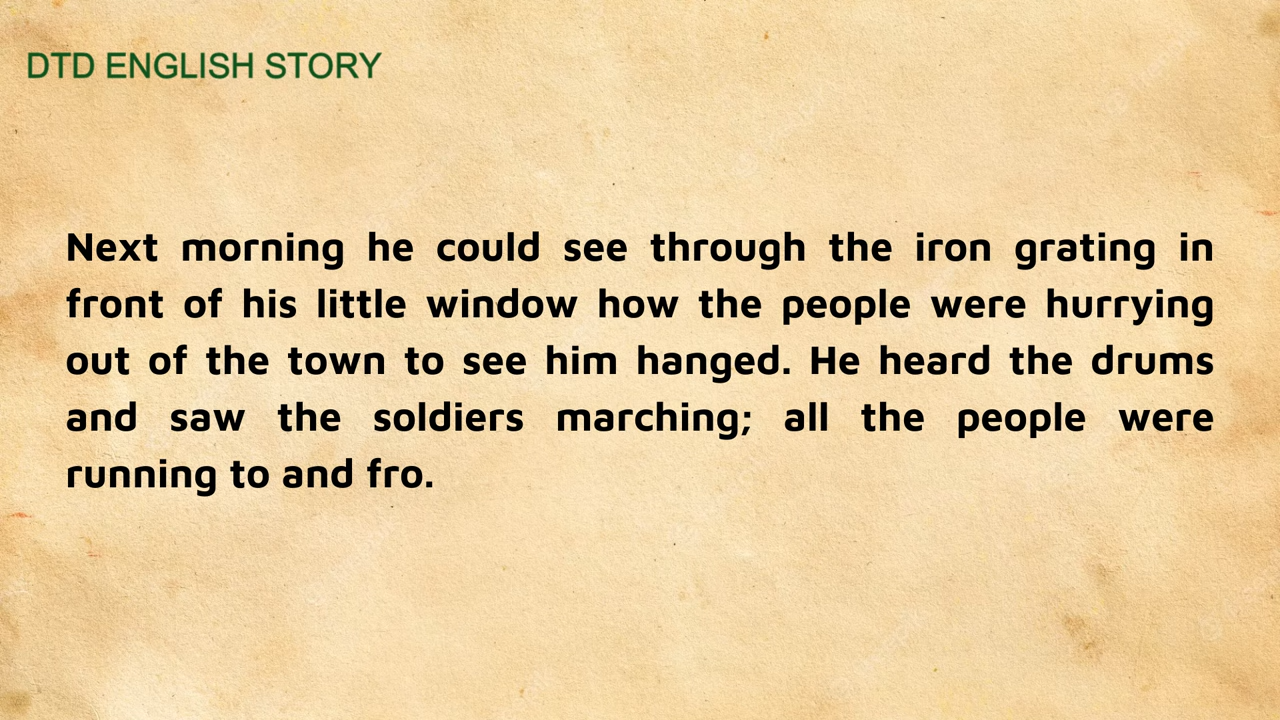 DTD ENGLISH STORY
Next morning he could see through the iron grating in
front of his little window how the people were hurrying
out of the town to see him hanged. He heard the drums
and saw the soldiers marching; all the people were
running to and fro.